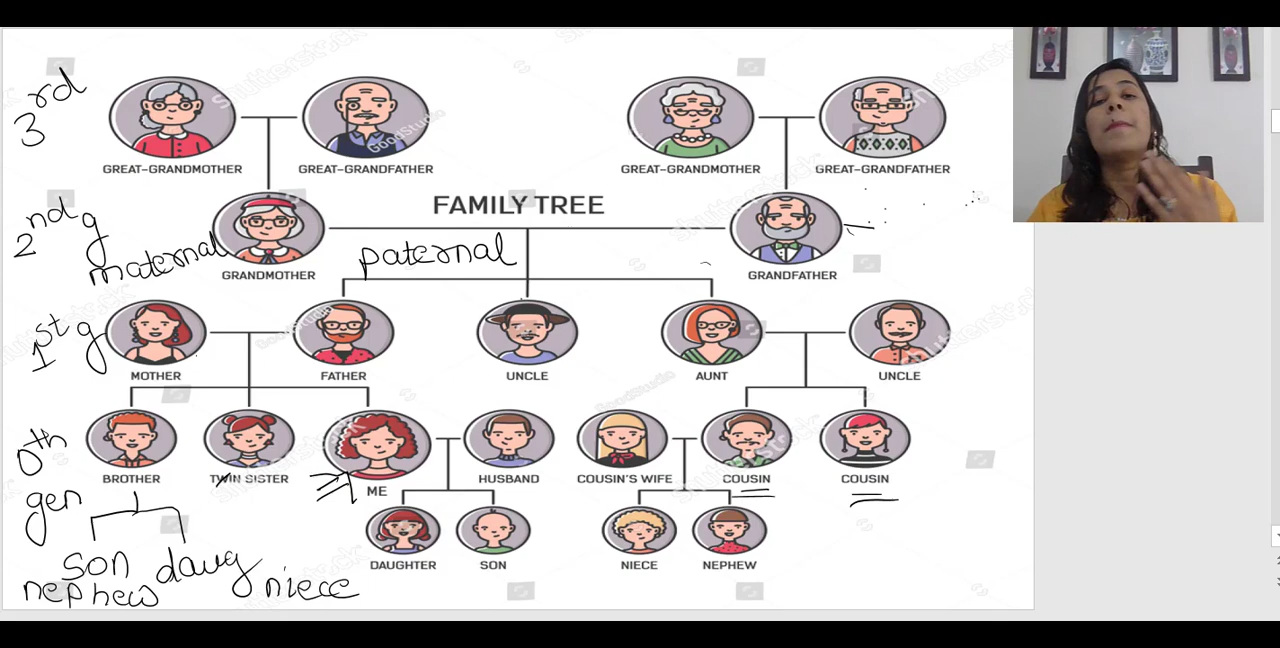 3rd
GREAT-GRANDMOTHER GREAT-GRANDFATHER GREAT-GRANDMOTHER GREAT-GRANDFATHER
FAMILY TREE
2nd g
maternal paternal
GRANDMOTHER GRANDFATHER
1st g
MOTHER FATHER UNCLE AUNT UNCLE
0th
gen
BROTHER TWIN SISTER ME HUSBAND COUSIN'S WIFE COUSIN COUSIN
son daug
DAUGHTER SON NIECE NEPHEW
nephew niece
shutterstock
GoodStudio